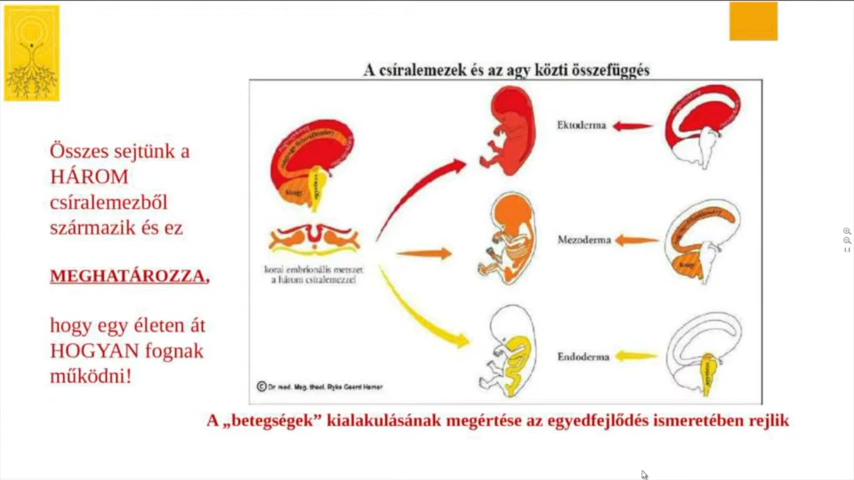 A csíralemezek és az agy közti összefüggés
Összes sejtünk a
HÁROM
csíralemezből
származik és ez
MEGHATÁROZZA,
hogy egy életen át
HOGYAN fognak
működni!
korai embrionális metszet
a három csíralemezzel
Ektoderma
Mezoderma
Endoderma
© Dr med. Mag. theol. Ryke Geerd Hamer
A „betegségek” kialakulásának megértése az egyedfejlődés ismeretében rejlik